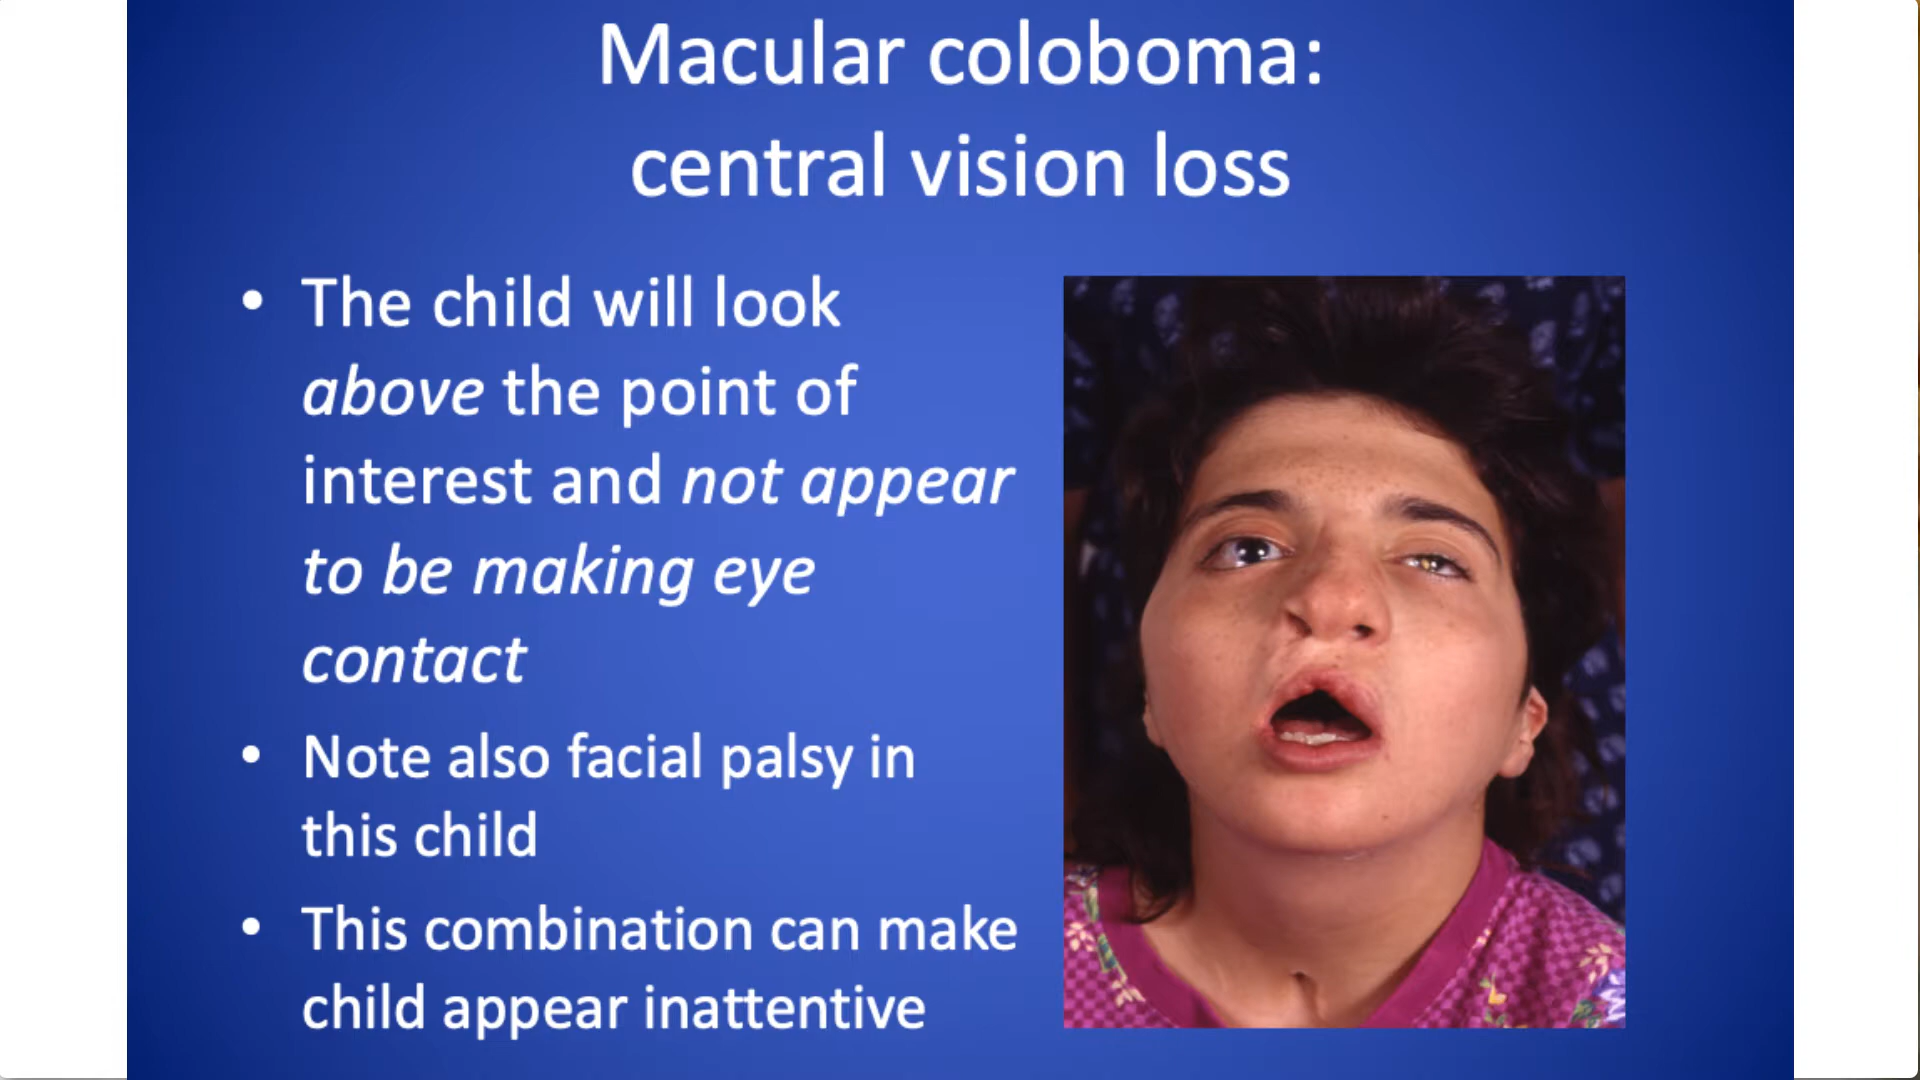 Macular coloboma:
central vision loss
• The child will look
above the point of
interest and not appear
to be making eye
contact
• Note also facial palsy in
this child
• This combination can make
child appear inattentive